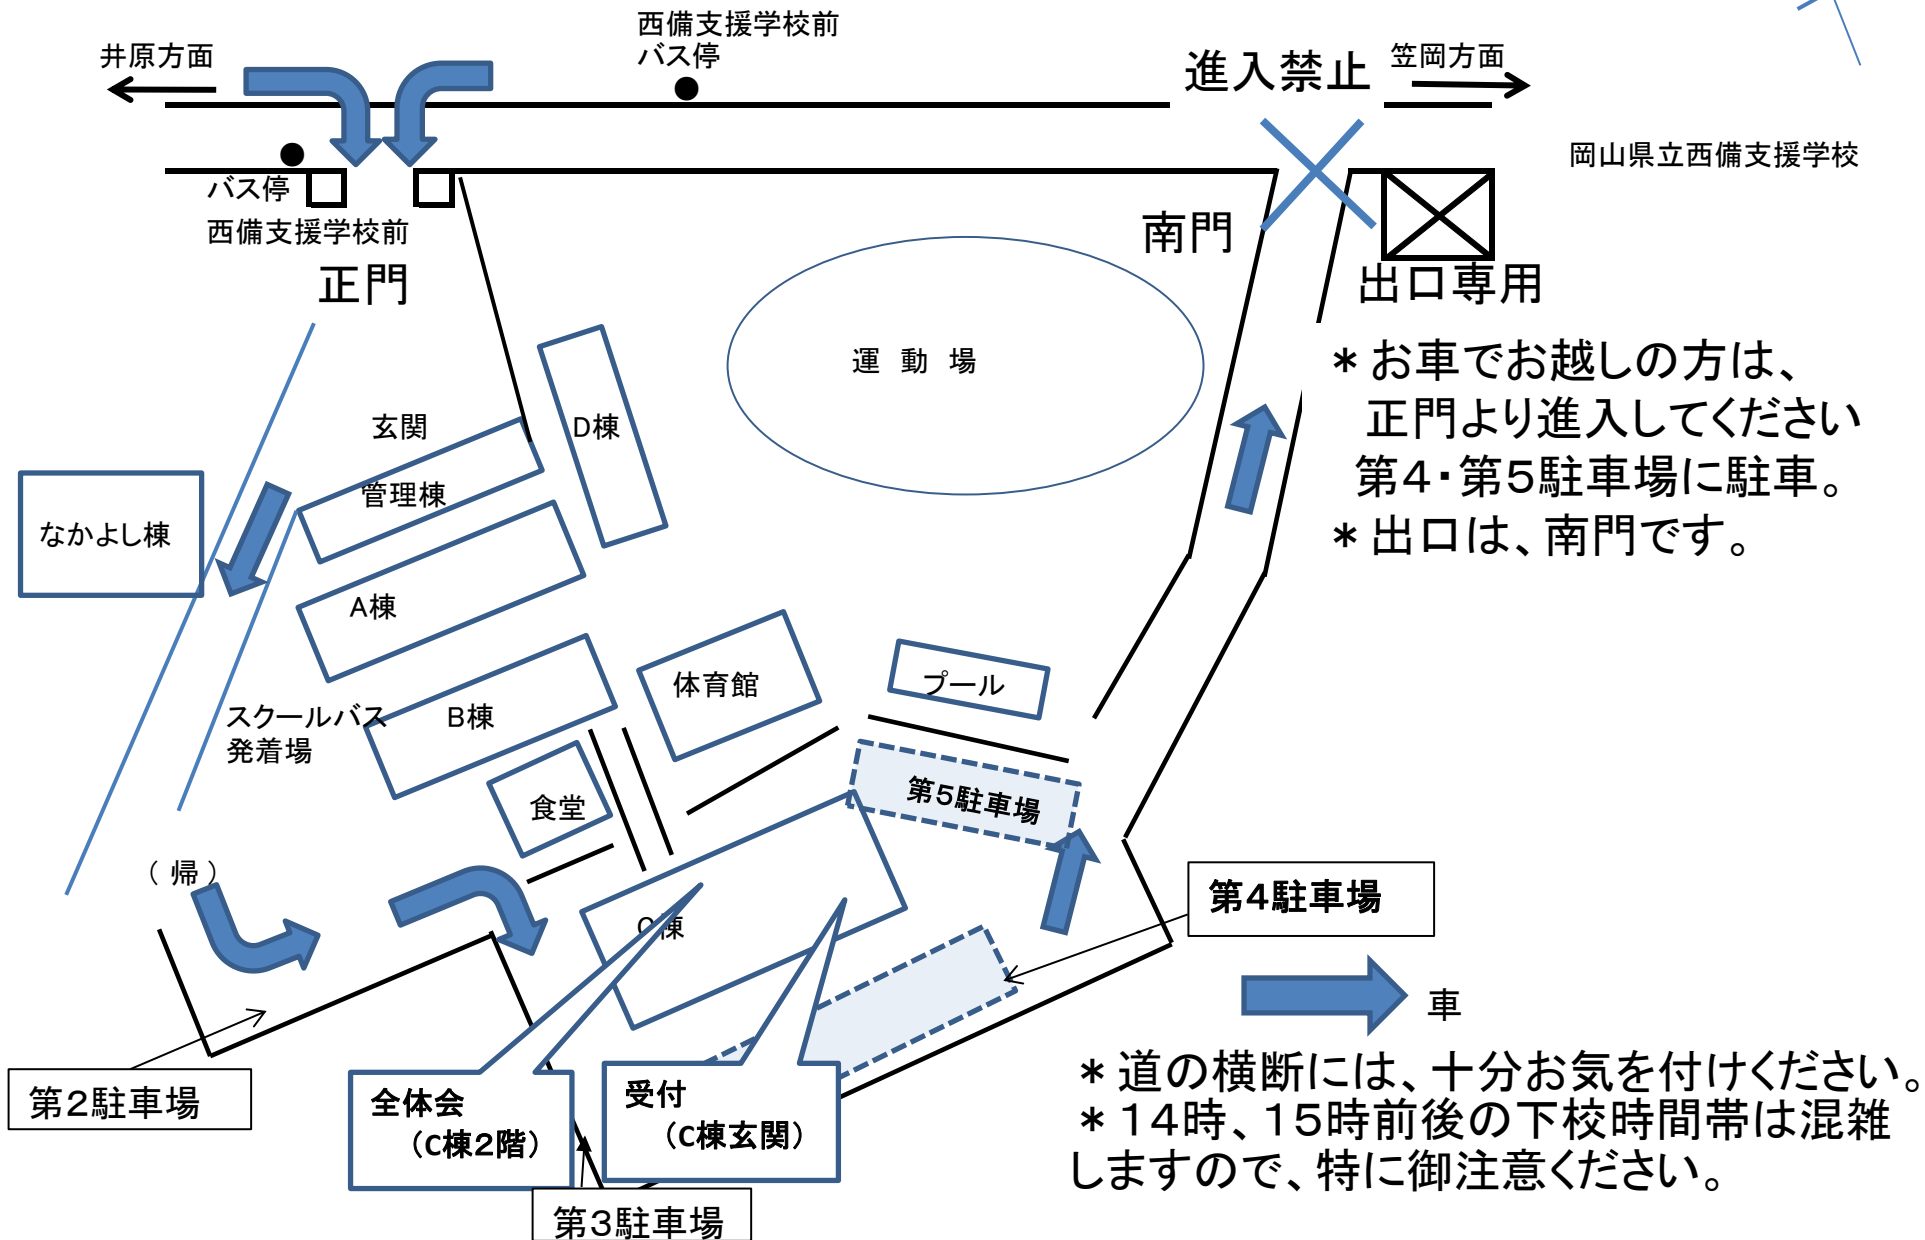 西備支援学校前
バス停
井原方面
進入禁止
笠岡方面
岡山県立西備支援学校
バス停
西備支援学校前
正門
南門
出口専用
運動場
＊お車でお越しの方は、
正門より進入してください
第４・第５駐車場に駐車。
＊出口は、南門です。
玄関
D棟
管理棟
なかよし棟
A棟
体育館
プール
スクールバス
発着場
B棟
第５駐車場
食堂
（帰）
第４駐車場
C棟
車
第２駐車場
全体会
（C棟２階）
受付
（C棟玄関）
第３駐車場
＊道の横断には、十分お気を付けください。
＊１４時、１５時前後の下校時間帯は混雑
しますので、特に御注意ください。